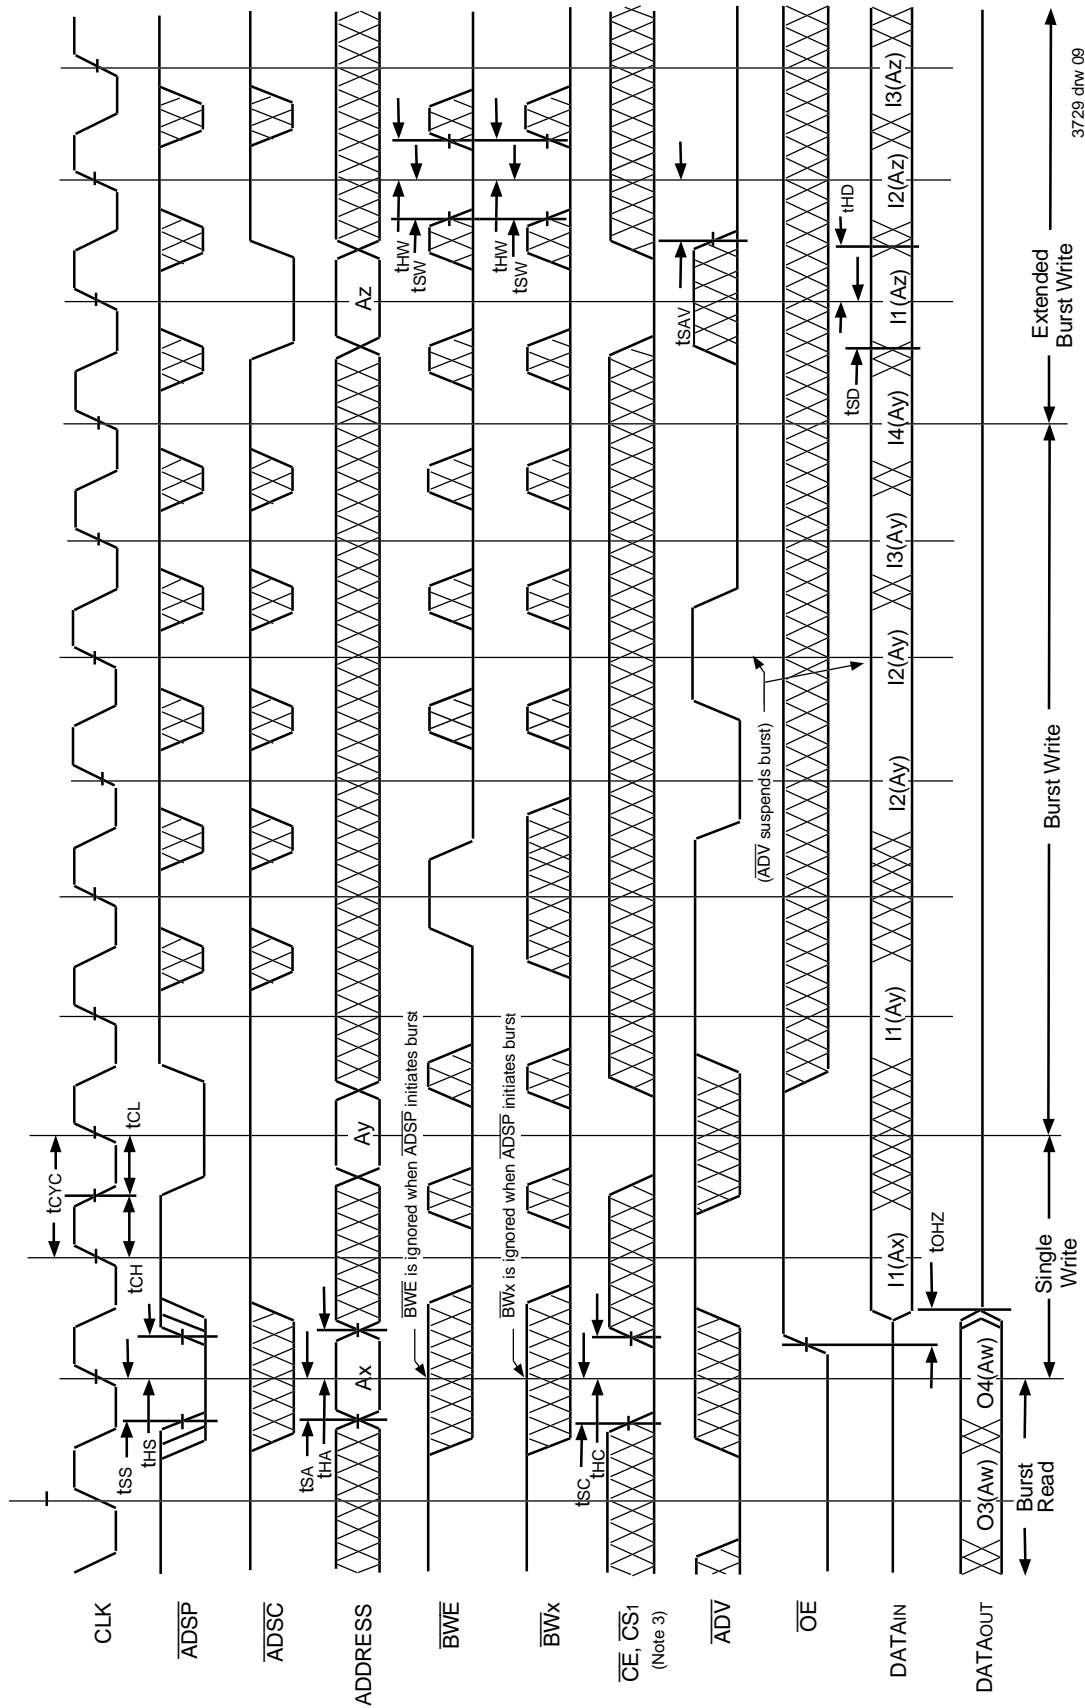 CLK
tCYC
tCH
tCL
ADSP
tSS
tHS
ADSC
ADDRESS
Ax
Ay
Az
tSA
tHA
BWE
BWE is ignored when ADSP initiates burst
tHW
tSW
BWx
BWx is ignored when ADSP initiates burst
tHW
tSW
CE, CS1
(Note 3)
tSC
tHC
ADV
tSAV
(ADV suspends burst)
OE
tHD
tSD
DATAIN
I1(Ax) I1(Ay) I2(Ay) I2(Ay) I3(Ay) I4(Ay) I1(Az) I2(Az) I3(Az)
tOHZ
DATAOUT
O3(Aw) O4(Aw)
Burst
Read
Single
Write
Burst Write
Extended
Burst Write
3729 drw 09